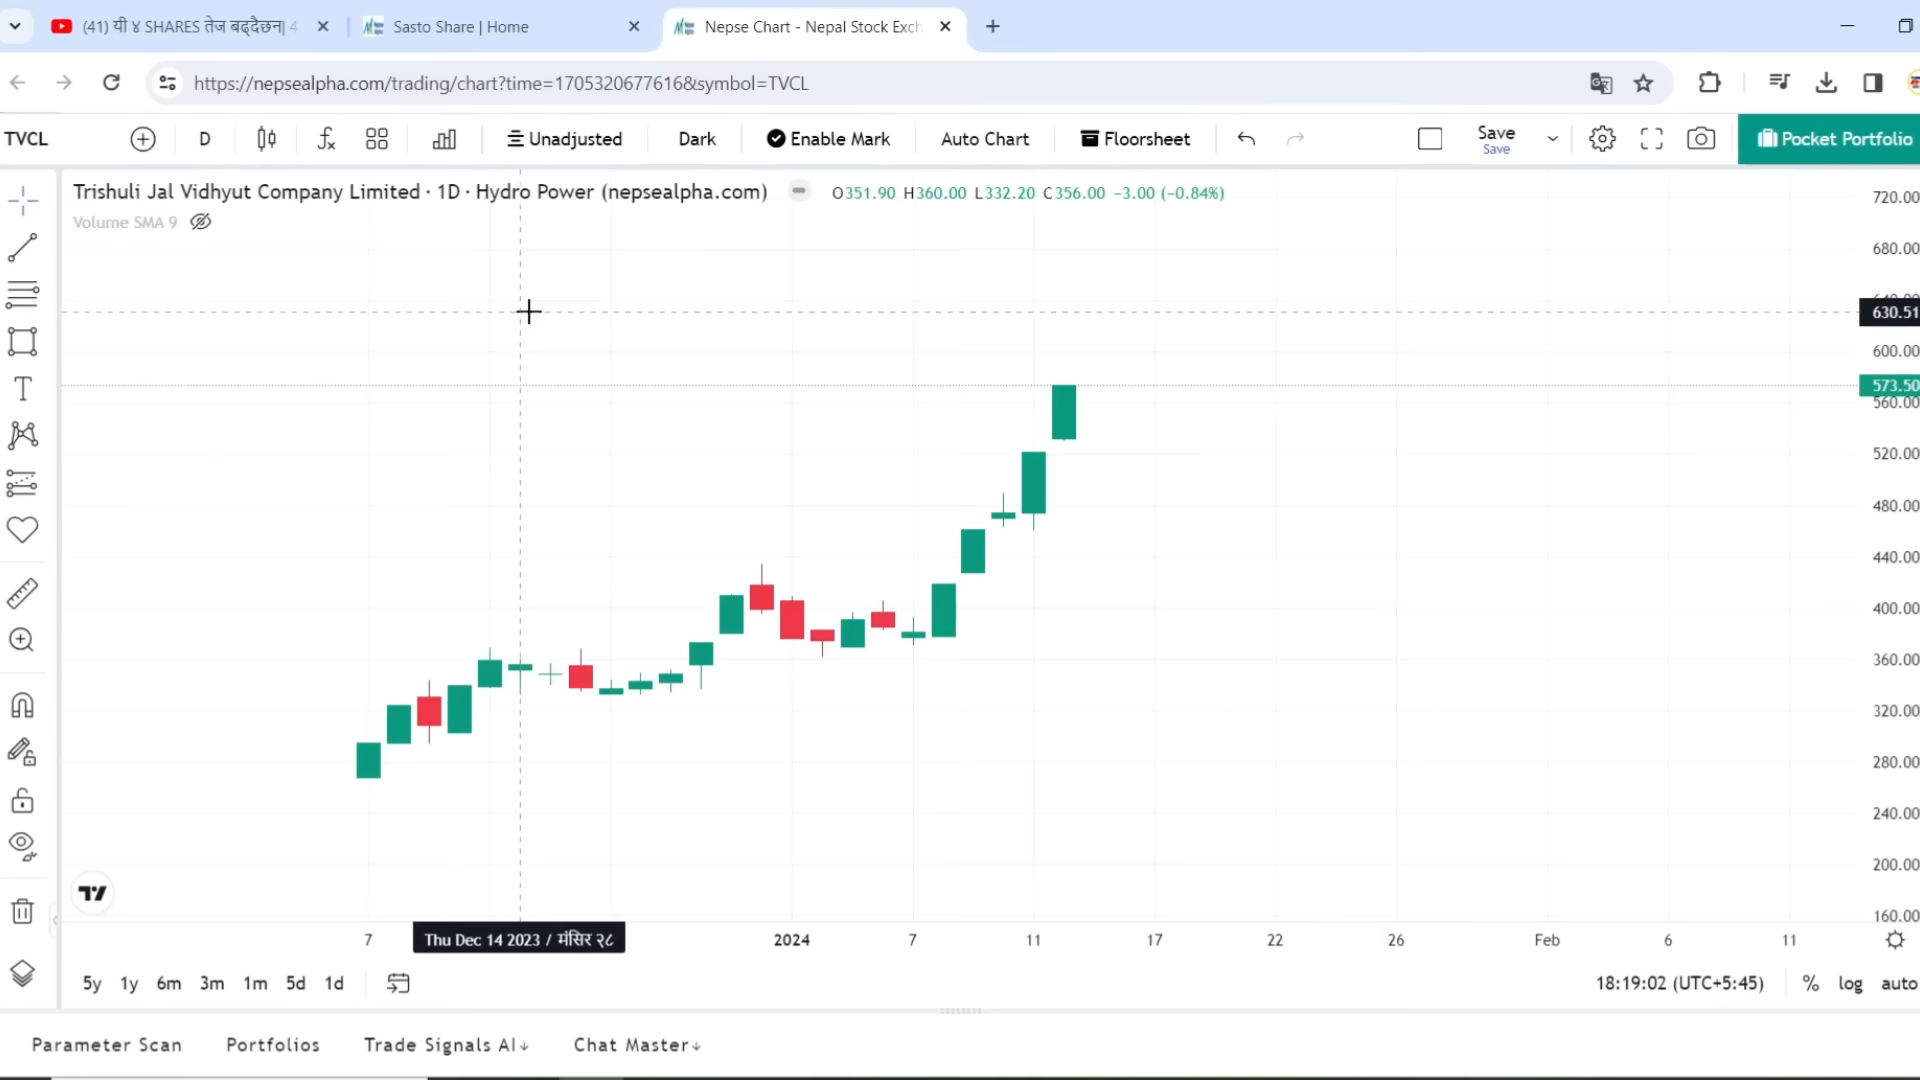 (41) यी ४ SHARES तेज बढ्दैछन्| 4
Sasto Share | Home
Nepse Chart - Nepal Stock Exch
https://nepsealpha.com/trading/chart?time=1705320677616&symbol=TVCL
TVCL
D
Unadjusted
Dark
Enable Mark
Auto Chart
Floorsheet
Save
Save
Pocket Portfolio
Trishuli Jal Vidhyut Company Limited · 1D · Hydro Power (nepsealpha.com)
O351.90 H360.00 L332.20 C356.00 −3.00 (−0.84%)
Volume SMA 9
720.00
680.00
630.51
600.00
573.50
560.00
520.00
480.00
440.00
400.00
360.00
320.00
280.00
240.00
200.00
160.00
7
Thu Dec 14 2023 / मंसिर २८
2024
7
11
17
22
26
Feb
6
11
5y 1y 6m 3m 1m 5d 1d
18:19:02 (UTC+5:45)
% log auto
Parameter Scan
Portfolios
Trade Signals AI↓
Chat Master↓